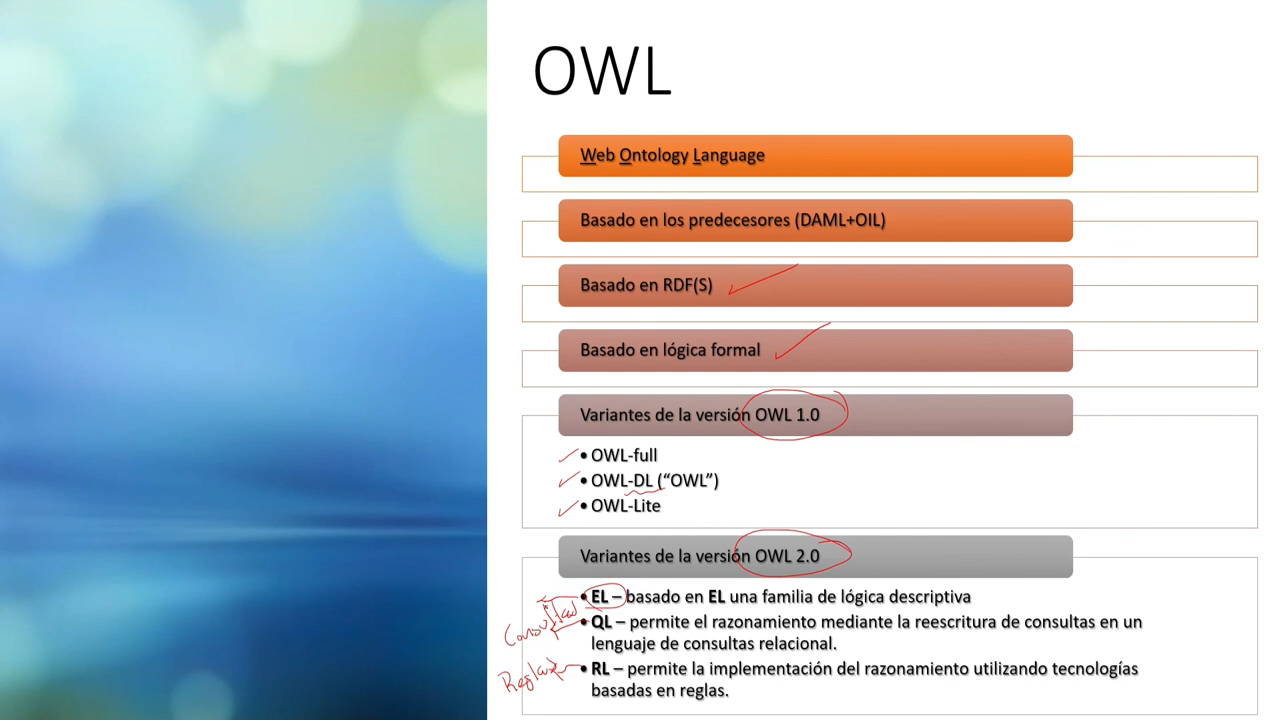 OWL
Web Ontology Language
Basado en los predecesores (DAML+OIL)
Basado en RDF(S)
Basado en lógica formal
Variantes de la versión OWL 1.0
• OWL-full
• OWL-DL (“OWL”)
• OWL-Lite
Variantes de la versión OWL 2.0
• EL – basado en EL una familia de lógica descriptiva
• QL – permite el razonamiento mediante la reescritura de consultas en un
lenguaje de consultas relacional.
• RL – permite la implementación del razonamiento utilizando tecnologías
basadas en reglas.
Consultas
Reglas